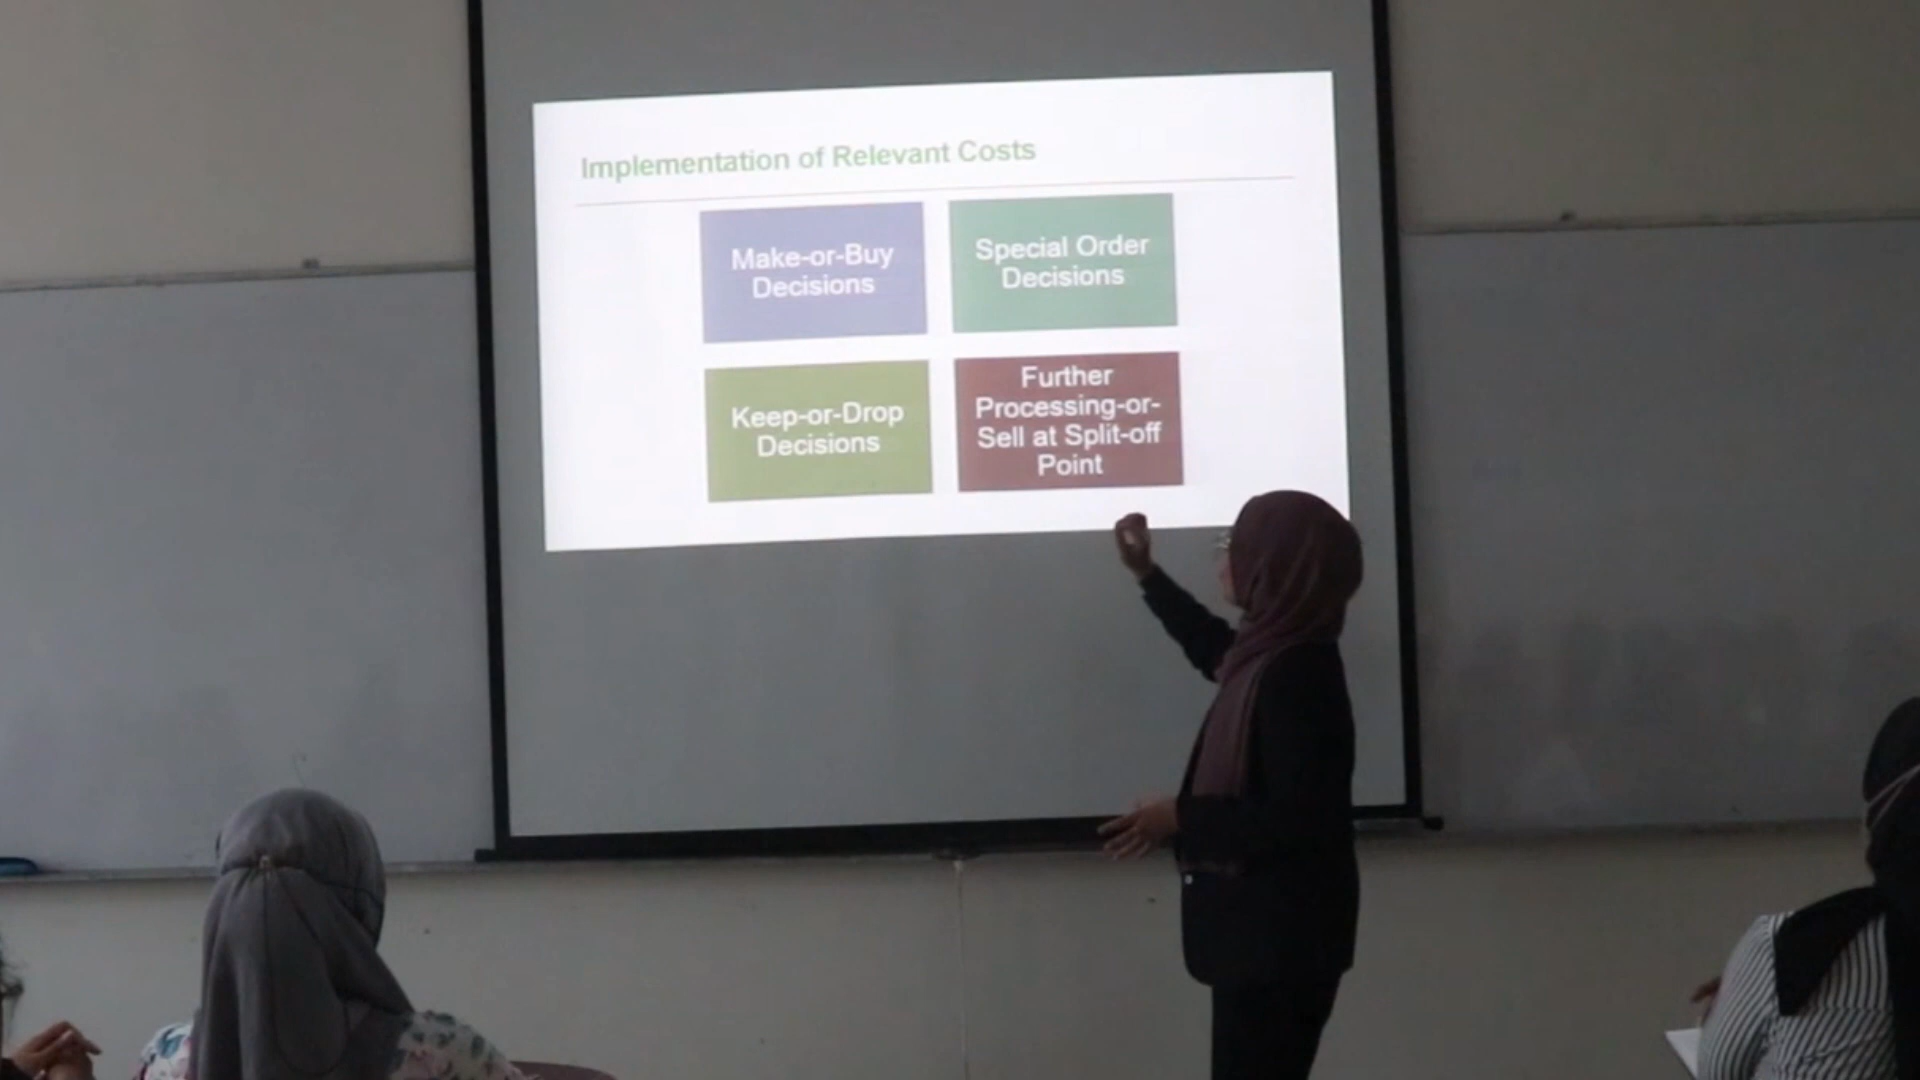 Implementation of Relevant Costs
Make-or-Buy
Decisions
Special Order
Decisions
Keep-or-Drop
Decisions
Further
Processing-or-
Sell at Split-off
Point